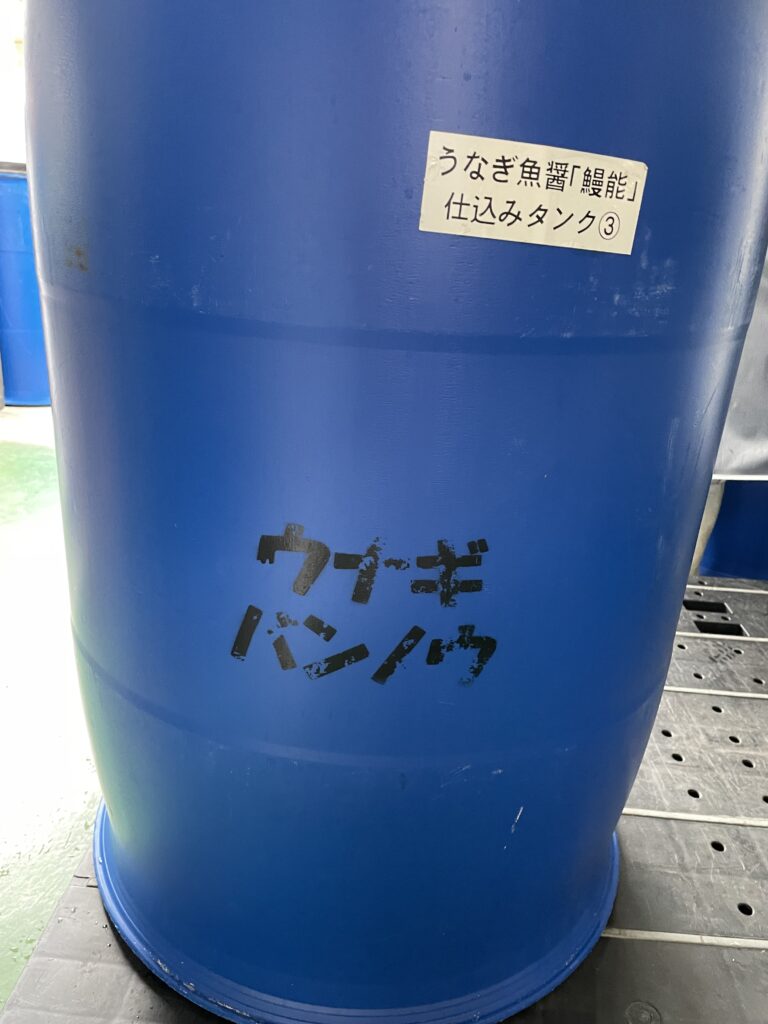 うなぎ魚醤「鰻能」
仕込みタンク③
ウナギ
バンノウ